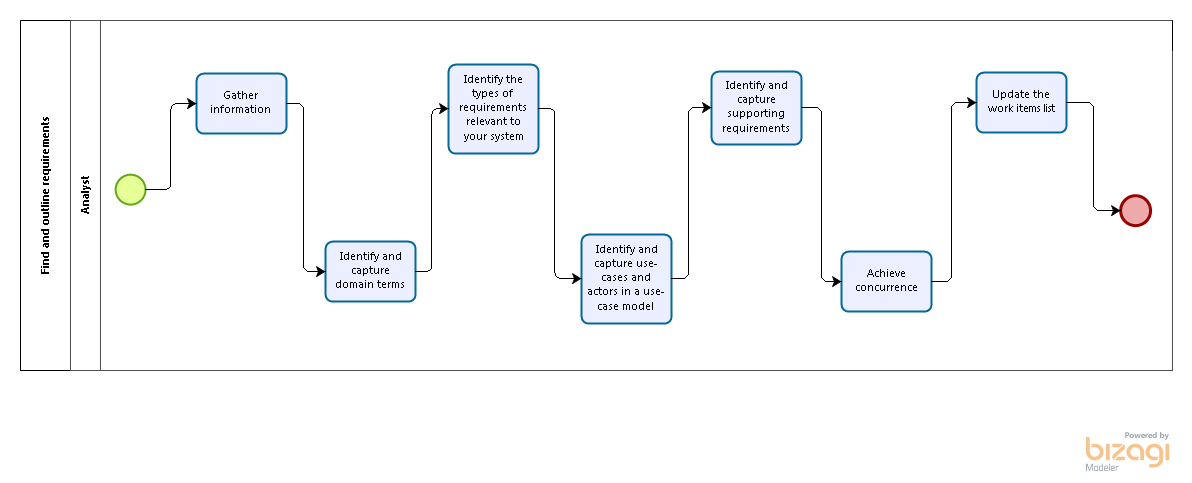 Find and outline requirements
Analyst
Gather
information
Identify and
capture
domain terms
Identify the
types of
requirements
relevant to
your system
Identify and
capture use-
cases and
actors in a use-
case model
Identify and
capture
supporting
requirements
Achieve
concurrence
Update the
work items list
Powered by
bizagi
Modeler